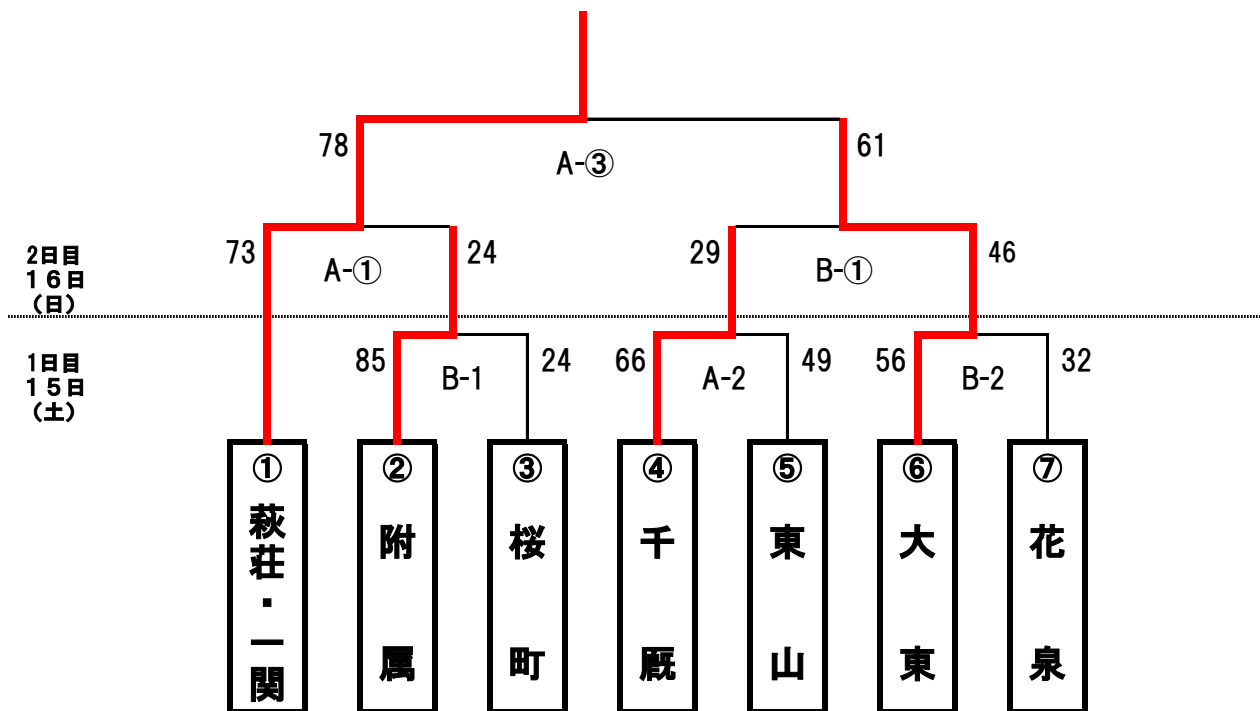 78
61
A-③
73
24
29
46
A-①
B-①
2日目
16日
（日）
1日目
15日
（土）
85
24
66
49
56
32
B-1
A-2
B-2
① 萩荘・一関
② 附属
③ 桜町
④ 千厩
⑤ 東山
⑥ 大東
⑦ 花泉